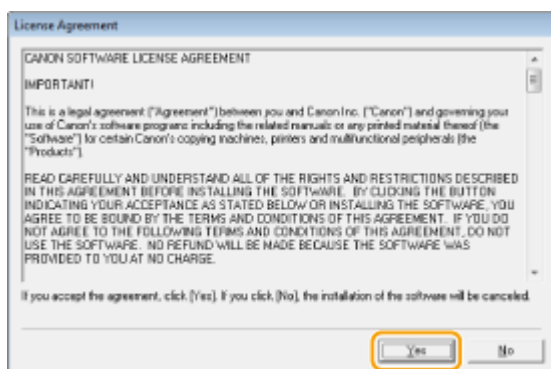 License Agreement
CANON SOFTWARE LICENSE AGREEMENT
IMPORTANT!
This is a legal agreement ("Agreement") between you and Canon Inc. ("Canon") and governing your
use of Canon's software programs including the related manuals or any printed material thereof (the
"Software") for certain Canon's copying machines, printers and multifunctional peripherals (the
"Products").
READ CAREFULLY AND UNDERSTAND ALL OF THE RIGHTS AND RESTRICTIONS DESCRIBED
IN THIS AGREEMENT BEFORE INSTALLING THE SOFTWARE. BY CLICKING THE BUTTON
INDICATING YOUR ACCEPTANCE AS STATED BELOW OR INSTALLING THE SOFTWARE, YOU
AGREE TO BE BOUND BY THE TERMS AND CONDITIONS OF THIS AGREEMENT. IF YOU DO
NOT AGREE TO THE FOLLOWING TERMS AND CONDITIONS OF THIS AGREEMENT, DO NOT
USE THE SOFTWARE. NO REFUND WILL BE MADE BECAUSE THE SOFTWARE WAS
PROVIDED TO YOU AT NO CHARGE.
If you accept the agreement, click [Yes]. If you click [No], the installation of the software will be canceled.
Yes
No